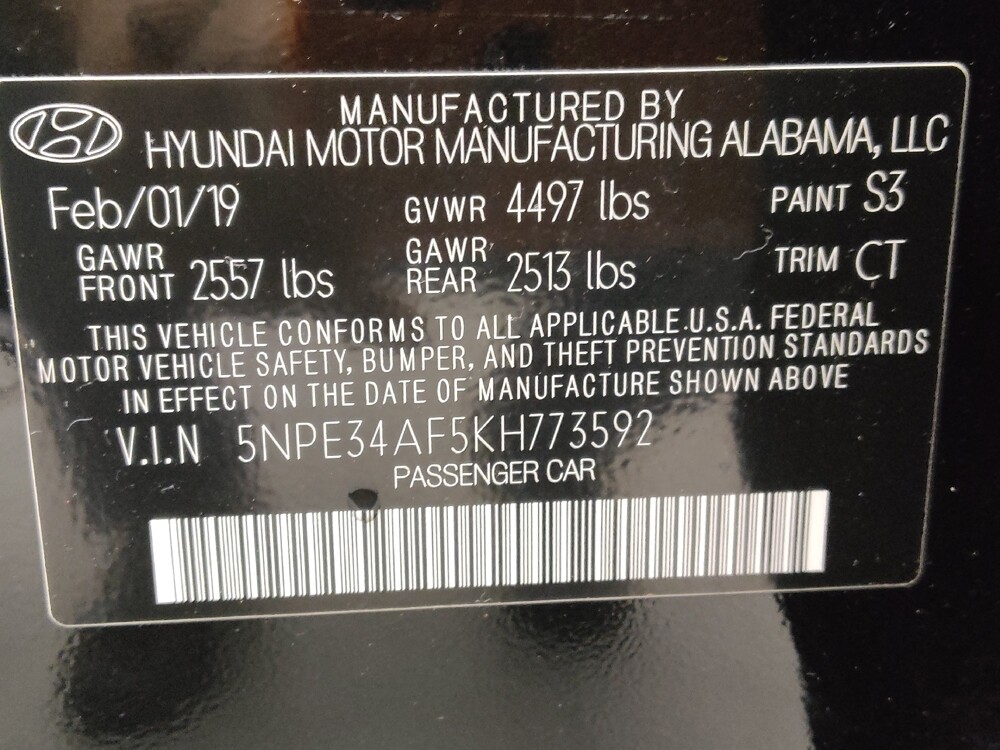 MANUFACTURED BY
HYUNDAI MOTOR MANUFACTURING ALABAMA, LLC
Feb/01/19 GVWR 4497 lbs PAINT S3
GAWR FRONT 2557 lbs GAWR REAR 2513 lbs TRIM CT
THIS VEHICLE CONFORMS TO ALL APPLICABLE U.S.A. FEDERAL
MOTOR VEHICLE SAFETY, BUMPER, AND THEFT PREVENTION STANDARDS
IN EFFECT ON THE DATE OF MANUFACTURE SHOWN ABOVE
V.I.N 5NPE34AF5KH773592
PASSENGER CAR